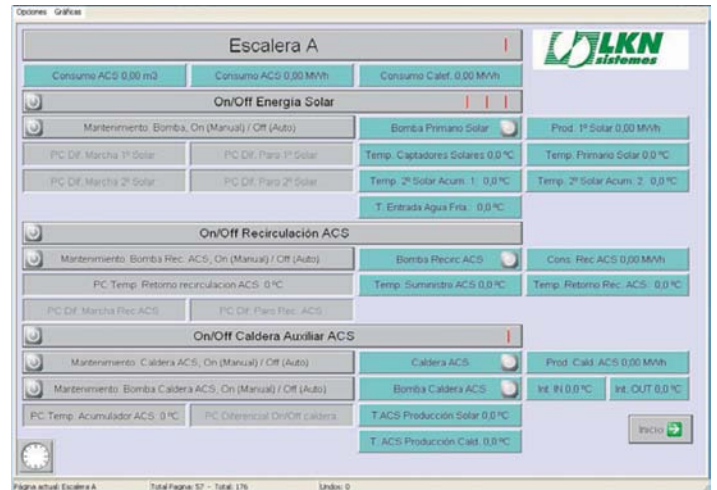 Opciones Gráficas
Escalera A
LKN
sistemas
Consumo ACS 0,00 m3 Consumo ACS 0,00 MWh Consumo Calef. 0,00 MWh
On/Off Energía Solar
Mantenimiento: Bomba, On (Manual) / Off (Auto) Bomba Primario Solar Prod. 1º Solar 0,00 MWh
PC Dif. Marcha 1º Solar PC Dif. Paro 1º Solar Temp. Captadores Solares 0,0 ºC Temp. Primario Solar 0,0 ºC
PC Dif. Marcha 2º Solar PC Dif. Paro 2º Solar Temp. 2º Solar Acum. 1: 0,0 ºC Temp. 2º Solar Acum. 2: 0,0 ºC
T. Entrada Agua Fría: 0,0 ºC
On/Off Recirculación ACS
Mantenimiento: Bomba Rec. ACS, On (Manual) / Off (Auto) Bomba Recirc ACS Cons. Rec ACS 0,00 MWh
PC Temp. Retorno recirculacion ACS 0 ºC Temp. Suministro ACS 0,0 ºC Temp. Retorno Rec. ACS: 0,0 ºC
PC Dif. Marcha Rec ACS PC Dif. Paro Rec. ACS
On/Off Caldera Auxiliar ACS
Mantenimiento: Caldera ACS, On (Manual) / Off (Auto) Caldera ACS Prod. Cald. ACS 0,00 MWh
Mantenimiento: Bomba Caldera ACS, On (Manual) / Off (Auto) Bomba Caldera ACS Int. IN 0,0 ºC Int. OUT 0,0 ºC
PC Temp. Acumulador ACS 0 ºC PC Diferencial On/Off caldera T.ACS Producción Solar 0,0 ºC
T. ACS Producción Cald. 0,0 ºC
Inicio
Página actual: Escalera A Total Pagina: 57 - Total: 176 Lindox: 0